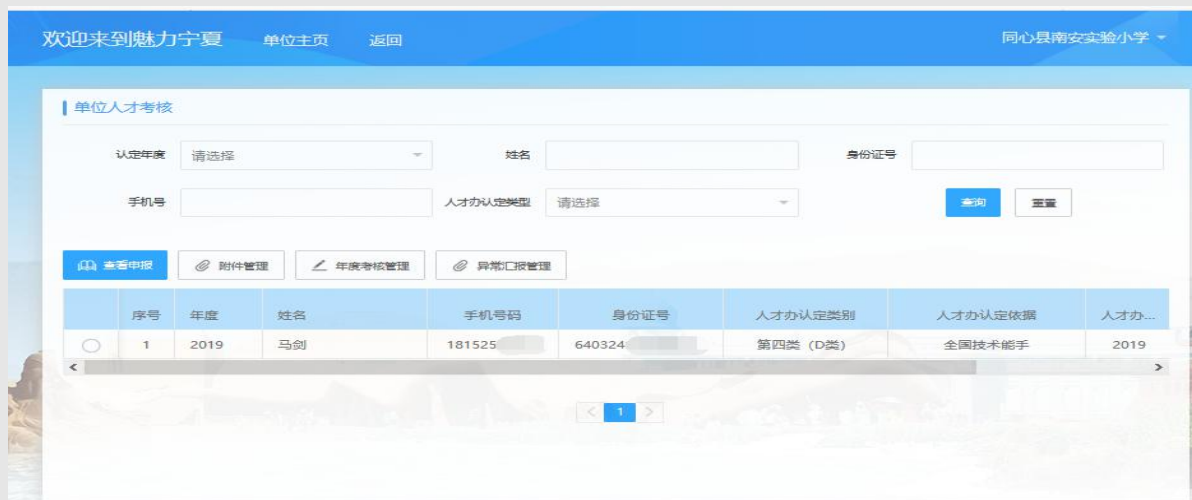 欢迎来到魅力宁夏 单位主页 返回 同心县南安实验小学
单位人才考核
认定年度 请选择 姓名 身份证号
手机号 人才办认定类型 请选择 查询 重置
查看申报 附件管理 年度考核管理 异常汇报管理
序号 年度 姓名 手机号码 身份证号 人才办认定类别 人才办认定依据 人才办...
1 2019 马剑 181525 640324 第四类（D类） 全国技术能手 2019
< 1 >